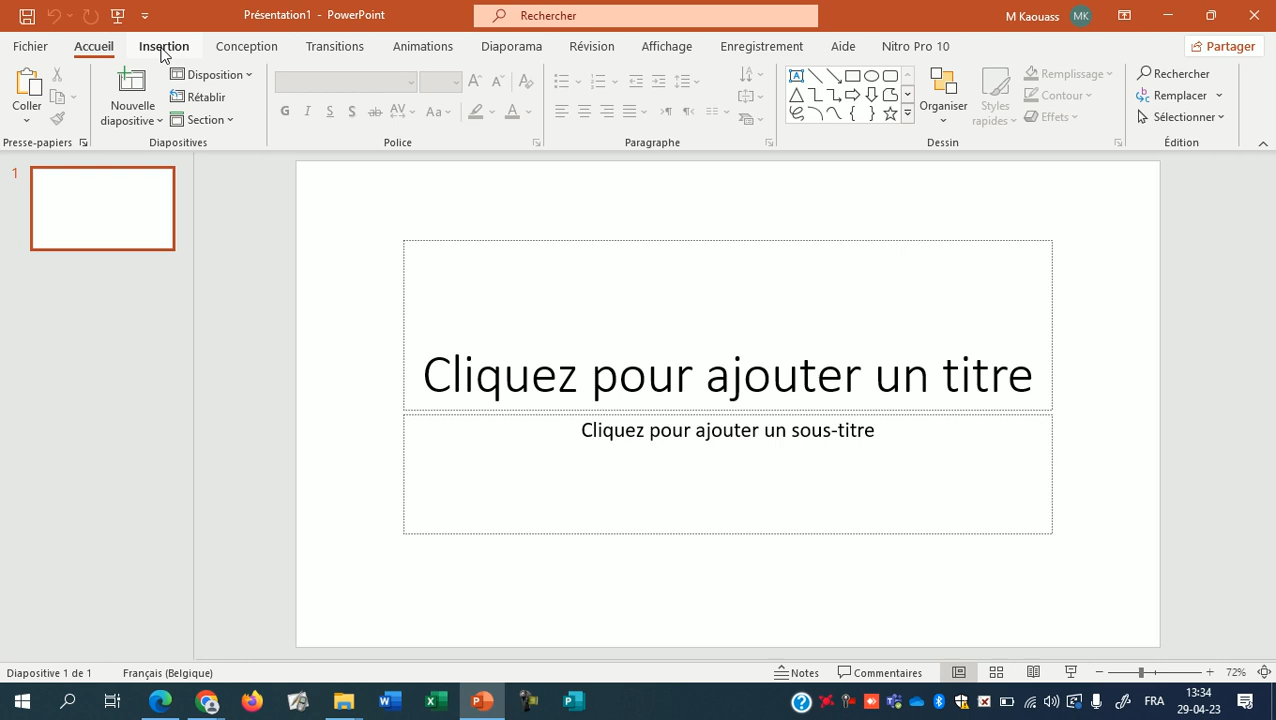 Présentation1 - PowerPoint
Rechercher
M Kaouass
MK
Fichier
Accueil
Insertion
Conception
Transitions
Animations
Diaporama
Révision
Affichage
Enregistrement
Aide
Nitro Pro 10
Partager
Coller
Nouvelle
diapositive
Disposition
Rétablir
Section
G
I
S
S
ab
AV
Aa
A
Organiser
Styles
rapides
Remplissage
Contour
Effets
Rechercher
Remplacer
Sélectionner
Presse-papiers
Diapositives
Police
Paragraphe
Dessin
Édition
1
Cliquez pour ajouter un titre
Cliquez pour ajouter un sous-titre
Diapositive 1 de 1
Français (Belgique)
Notes
Commentaires
72%
FRA
13:34
29-04-23